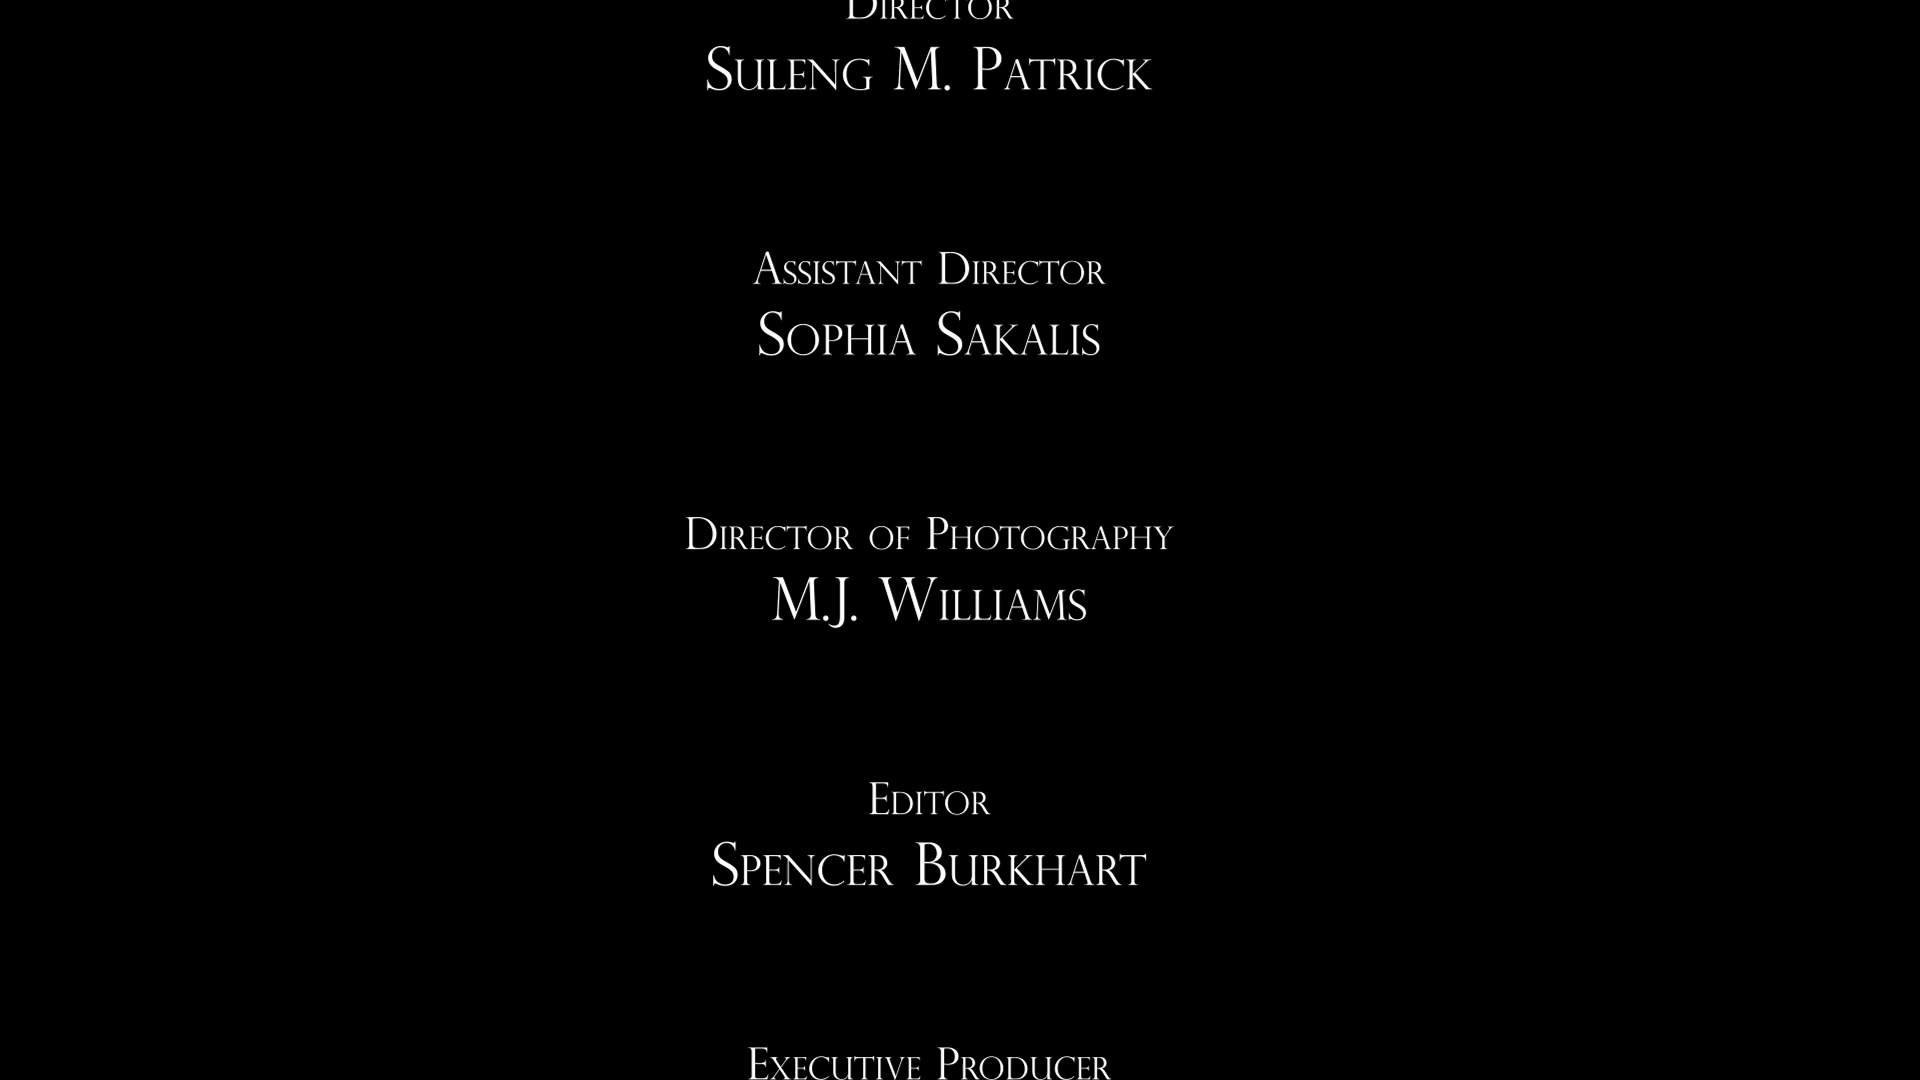 Director
Suleng M. Patrick
Assistant Director
Sophia Sakalis
Director of Photography
M.J. Williams
Editor
Spencer Burkhart
Executive Producer